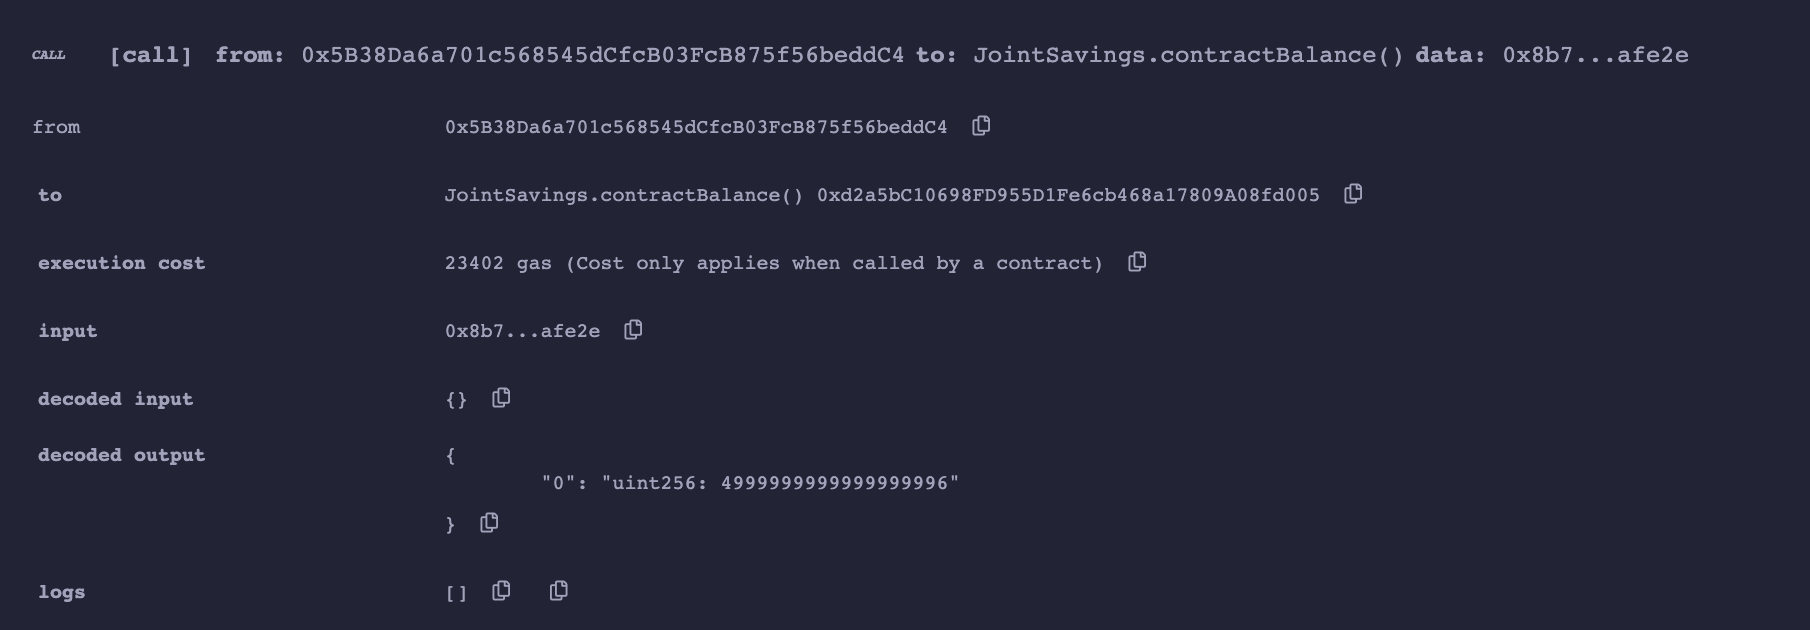 CALL [call] from: 0x5B38Da6a701c568545dCfcB03FcB875f56beddC4 to: JointSavings.contractBalance() data: 0x8b7...afe2e
from 0x5B38Da6a701c568545dCfcB03FcB875f56beddC4
to JointSavings.contractBalance() 0xd2a5bC10698FD955D1Fe6cb468a17809A08fd005
execution cost 23402 gas (Cost only applies when called by a contract)
input 0x8b7...afe2e
decoded input {}
decoded output {
"0": "uint256: 4999999999999999996"
}
logs []